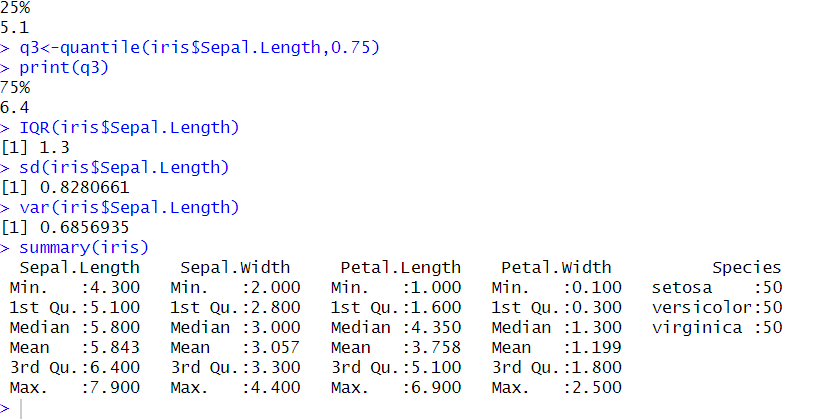 25%
5.1
> q3<-quantile(iris$Sepal.Length,0.75)
> print(q3)
75%
6.4
> IQR(iris$Sepal.Length)
[1] 1.3
> sd(iris$Sepal.Length)
[1] 0.8280661
> var(iris$Sepal.Length)
[1] 0.6856935
> summary(iris)
  Sepal.Length    Sepal.Width     Petal.Length    Petal.Width          Species
 Min.   :4.300   Min.   :2.000   Min.   :1.000   Min.   :0.100   setosa    :50
 1st Qu.:5.100   1st Qu.:2.800   1st Qu.:1.600   1st Qu.:0.300   versicolor:50
 Median :5.800   Median :3.000   Median :4.350   Median :1.300   virginica :50
 Mean   :5.843   Mean   :3.057   Mean   :3.758   Mean   :1.199
 3rd Qu.:6.400   3rd Qu.:3.300   3rd Qu.:5.100   3rd Qu.:1.800
 Max.   :7.900   Max.   :4.400   Max.   :6.900   Max.   :2.500
>